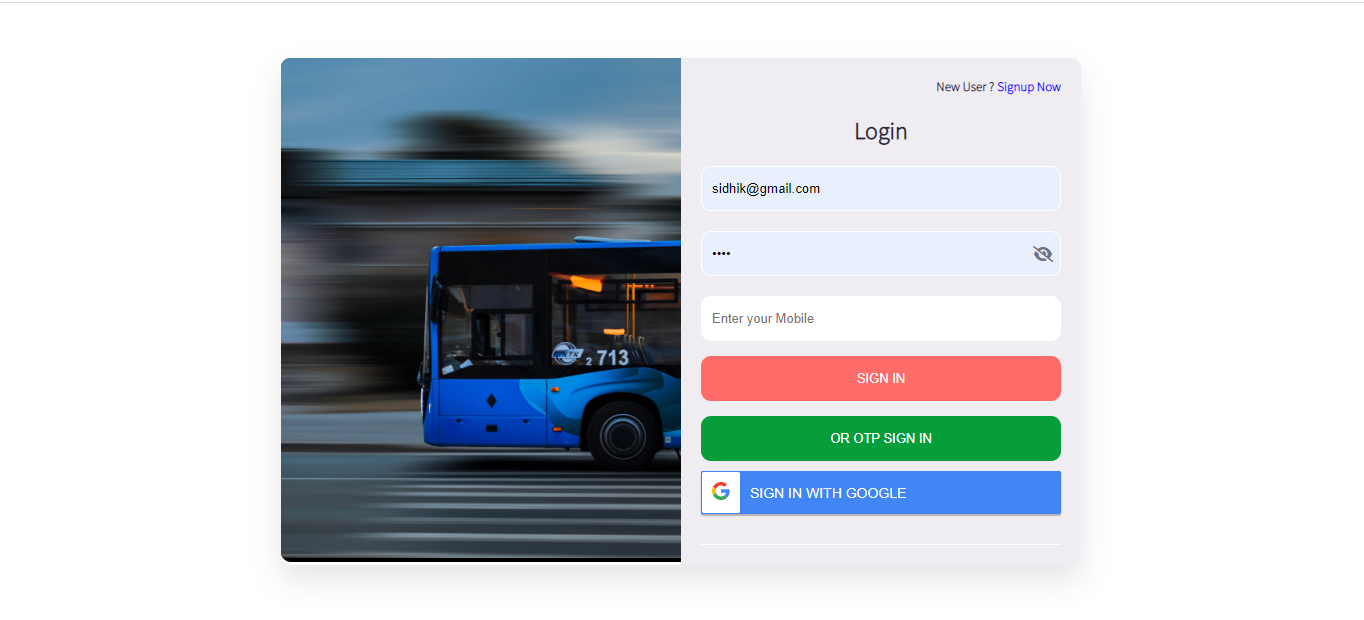 New User ? Signup Now
Login
sidhik@gmail.com
••••
Enter your Mobile
SIGN IN
OR OTP SIGN IN
SIGN IN WITH GOOGLE
2 713